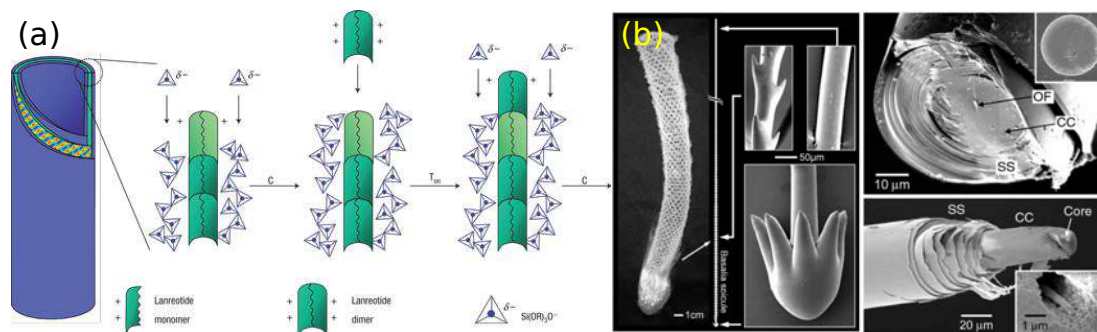 (a)
δ−
δ−
+
+
C
Lanreotide
monomer
+
+
+
+
Lanreotide
dimer
T_on
δ−
Si(OR)₃O⁻
δ−
δ−
C
(b)
1cm
Basalia spicule
50µm
OF
CC
SS
10 µm
SS
CC
Core
20 µm
1 µm